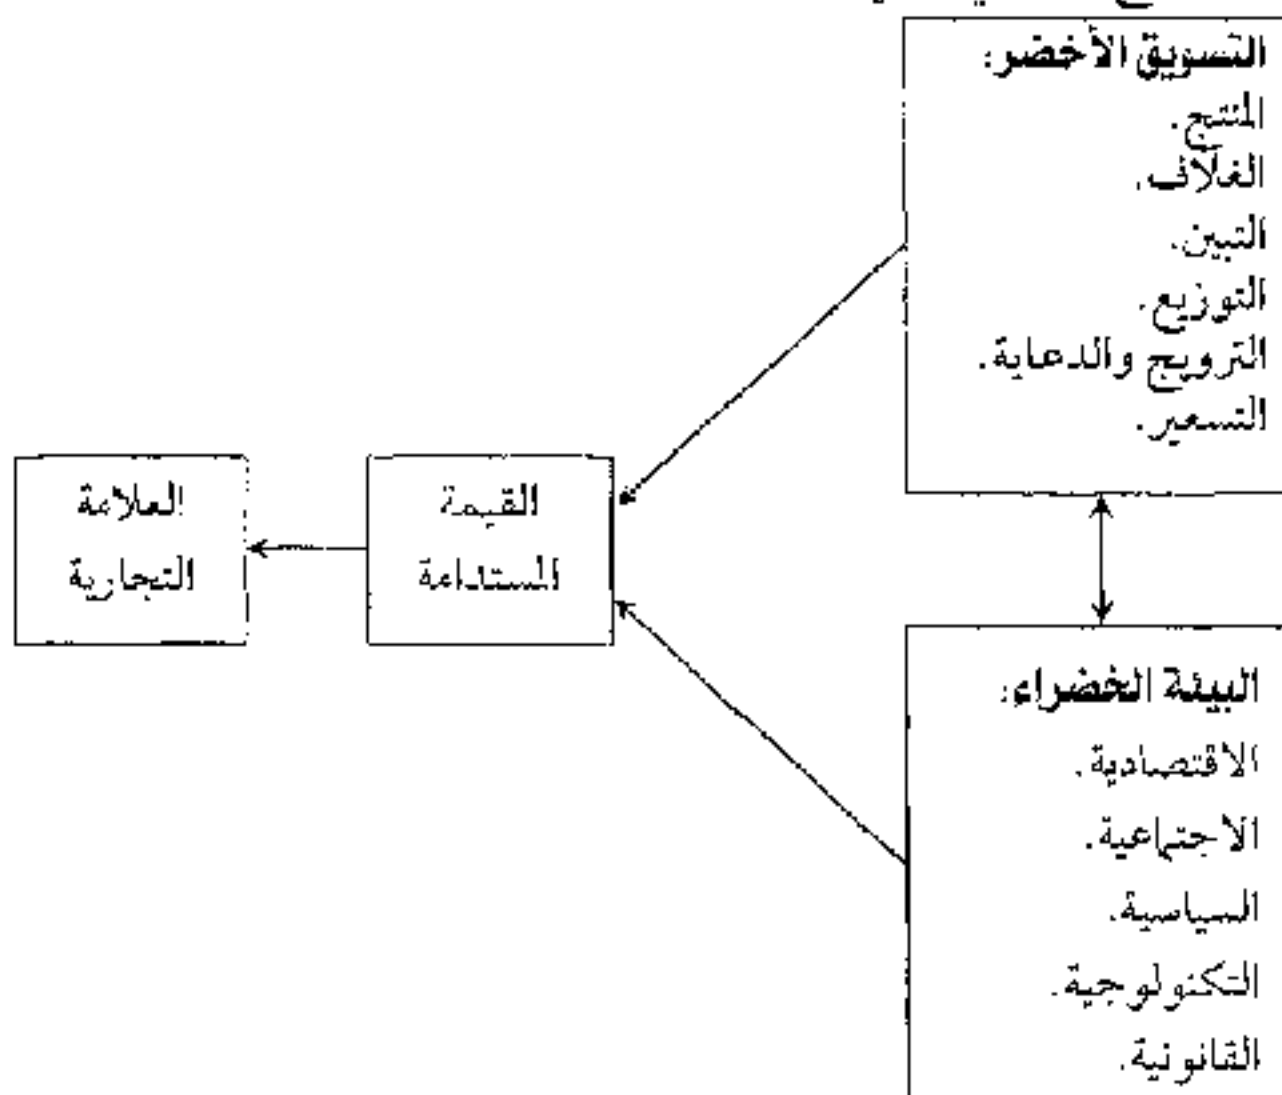 التسويق الأخضر:
المنتج.
الغلاف.
التبين.
التوزيع.
الترويج والدعاية.
التسعير.
القيمة
المستدامة
العلامة
التجارية
البيئة الخضراء:
الاقتصادية.
الاجتماعية.
السياسية.
التكنولوجية.
القانونية.